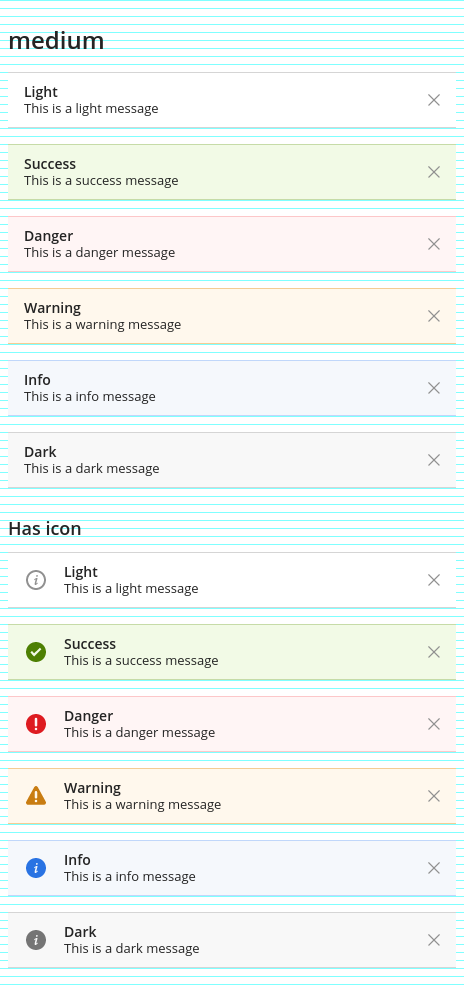 medium
Light
This is a light message
Success
This is a success message
Danger
This is a danger message
Warning
This is a warning message
Info
This is a info message
Dark
This is a dark message
Has icon
Light
This is a light message
Success
This is a success message
Danger
This is a danger message
Warning
This is a warning message
Info
This is a info message
Dark
This is a dark message